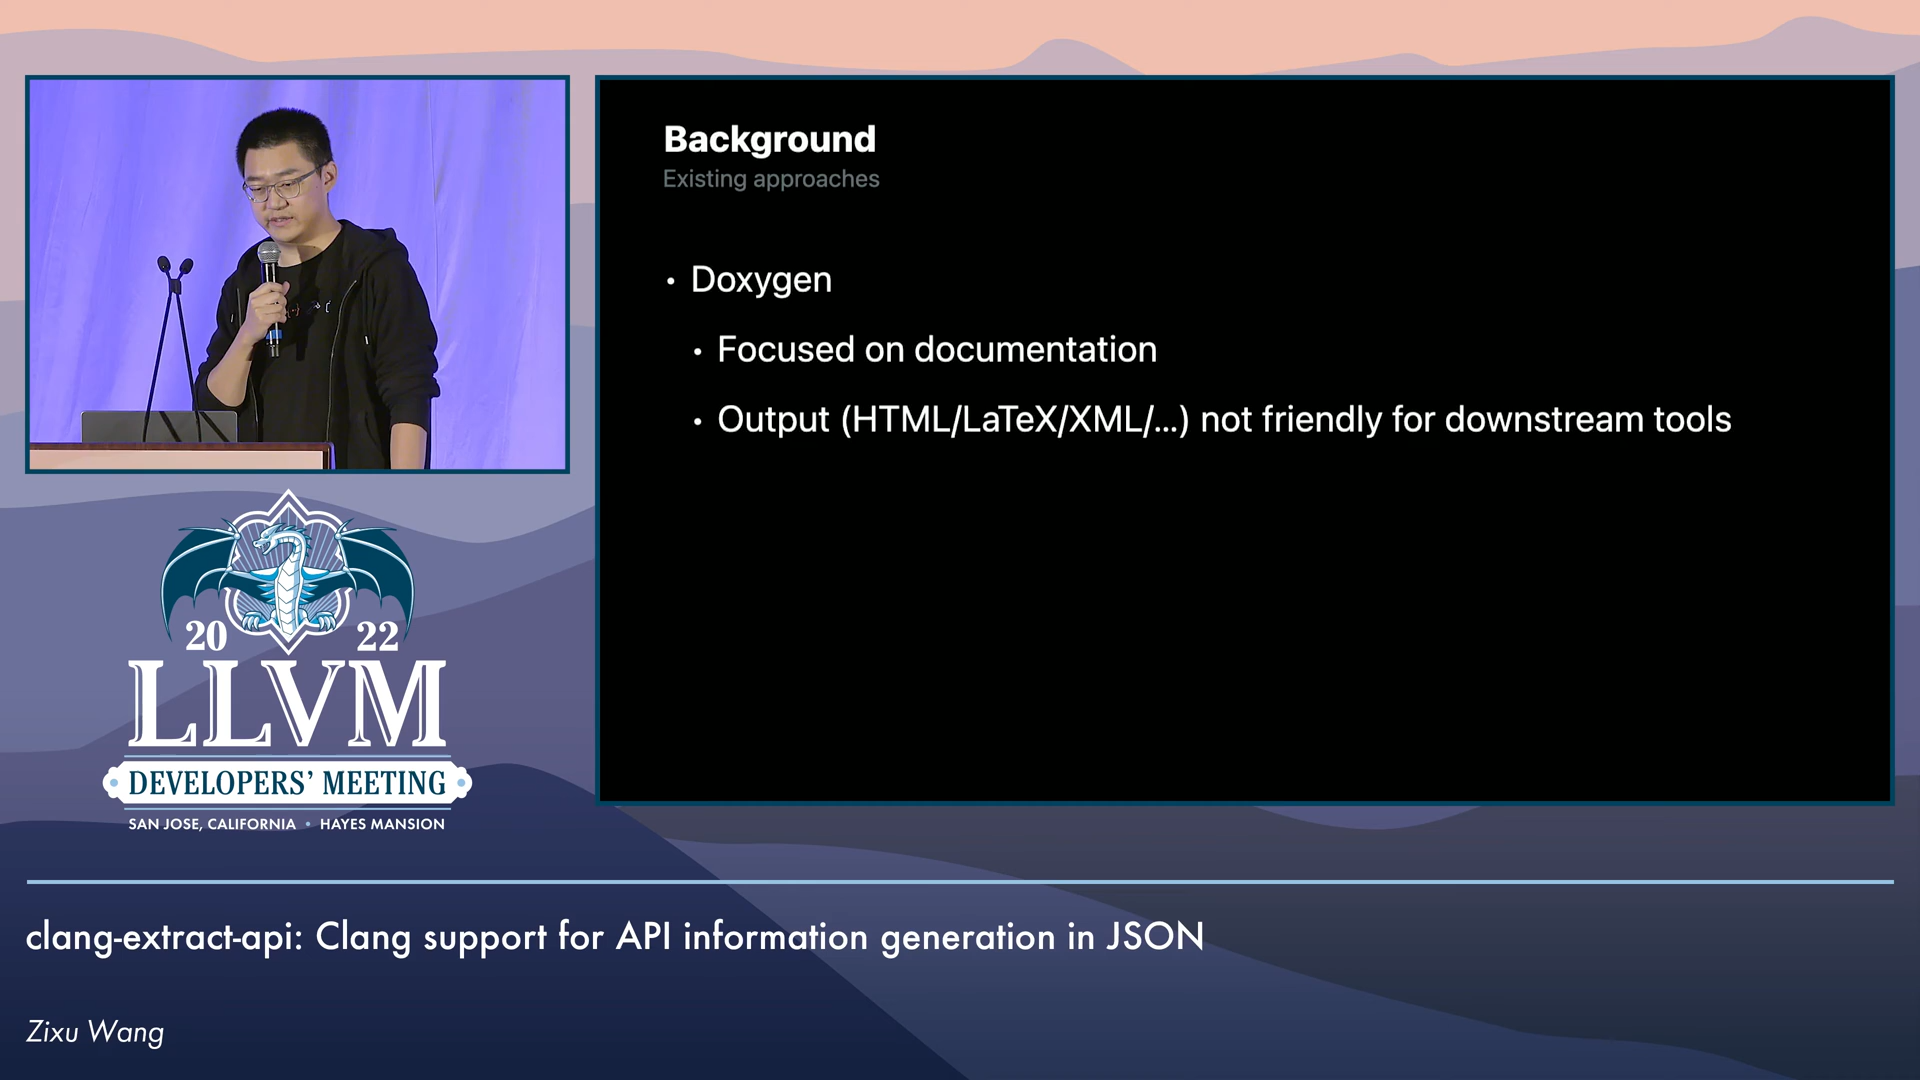 Background
Existing approaches
• Doxygen
• Focused on documentation
• Output (HTML/LaTeX/XML/...) not friendly for downstream tools
20 22
LLVM
DEVELOPERS’ MEETING
SAN JOSE, CALIFORNIA • HAYES MANSION
clang-extract-api: Clang support for API information generation in JSON
Zixu Wang